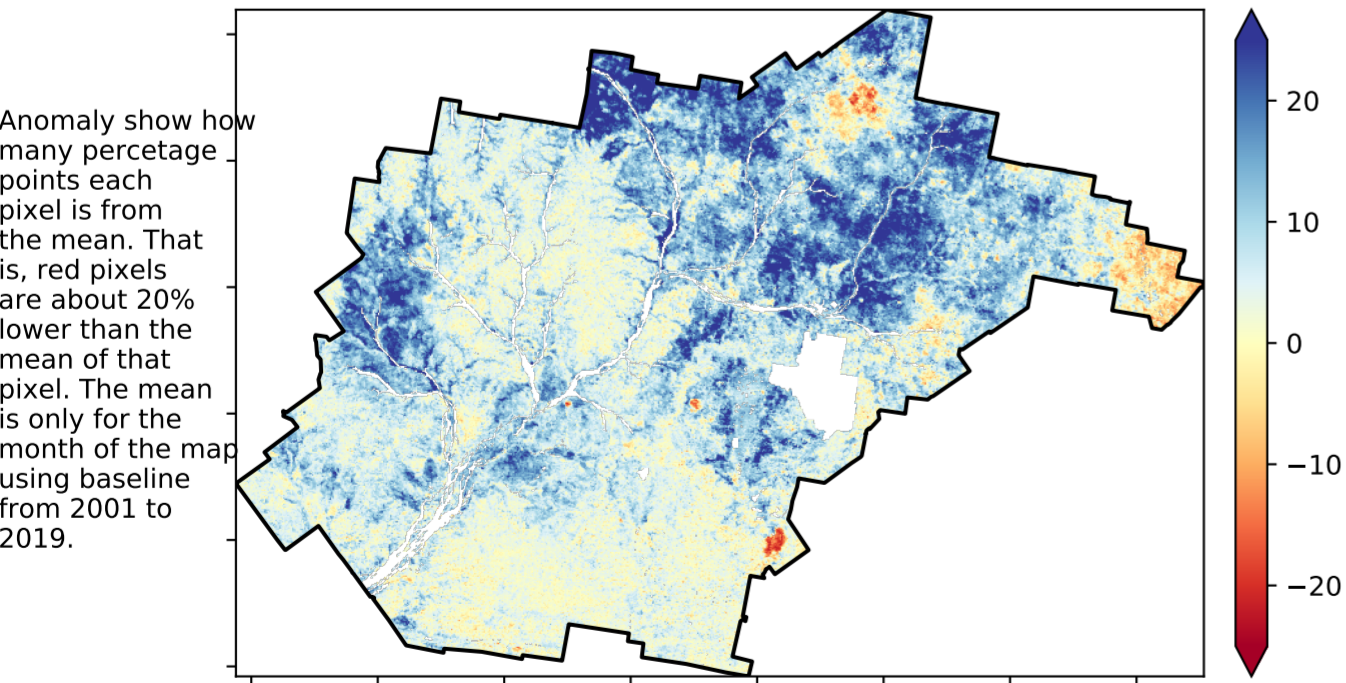 Anomaly show how
many percetage
points each
pixel is from
the mean. That
is, red pixels
are about 20%
lower than the
mean of that
pixel. The mean
is only for the
month of the map
using baseline
from 2001 to
2019.
20
10
0
−10
−20